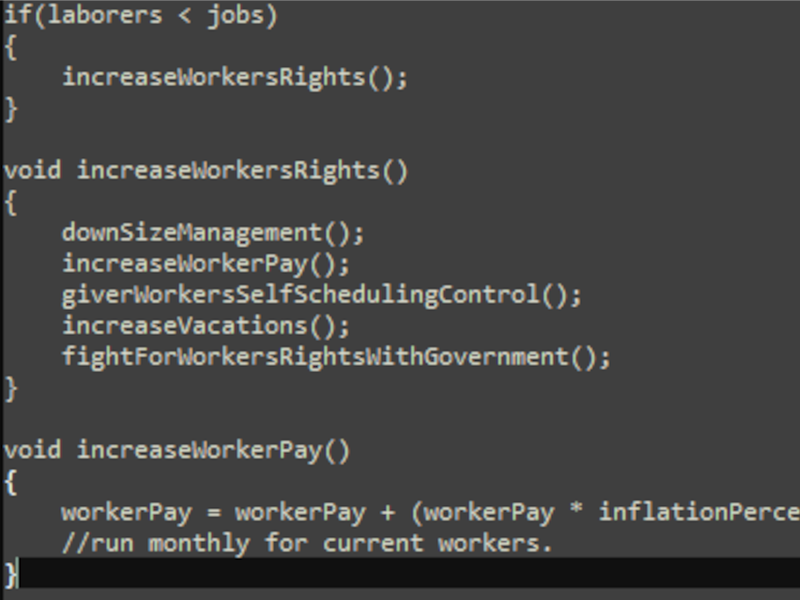 if(laborers < jobs)
{
    increaseWorkersRights();
}

void increaseWorkersRights()
{
    downSizeManagement();
    increaseWorkerPay();
    giverWorkersSelfSchedulingControl();
    increaseVacations();
    fightForWorkersRightsWithGovernment();
}

void increaseWorkerPay()
{
    workerPay = workerPay + (workerPay * inflationPerce
    //run monthly for current workers.
}